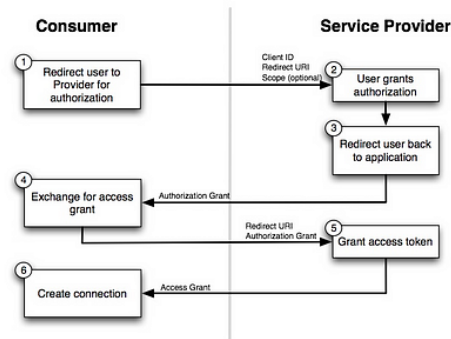 Consumer
Service Provider
1
Redirect user to
Provider for
authorization
Client ID
Redirect URI
Scope (optional)
2
User grants
authorization
3
Redirect user back
to application
4
Exchange for access
grant
Authorization Grant
Redirect URI
Authorization Grant
5
Grant access token
6
Create connection
Access Grant